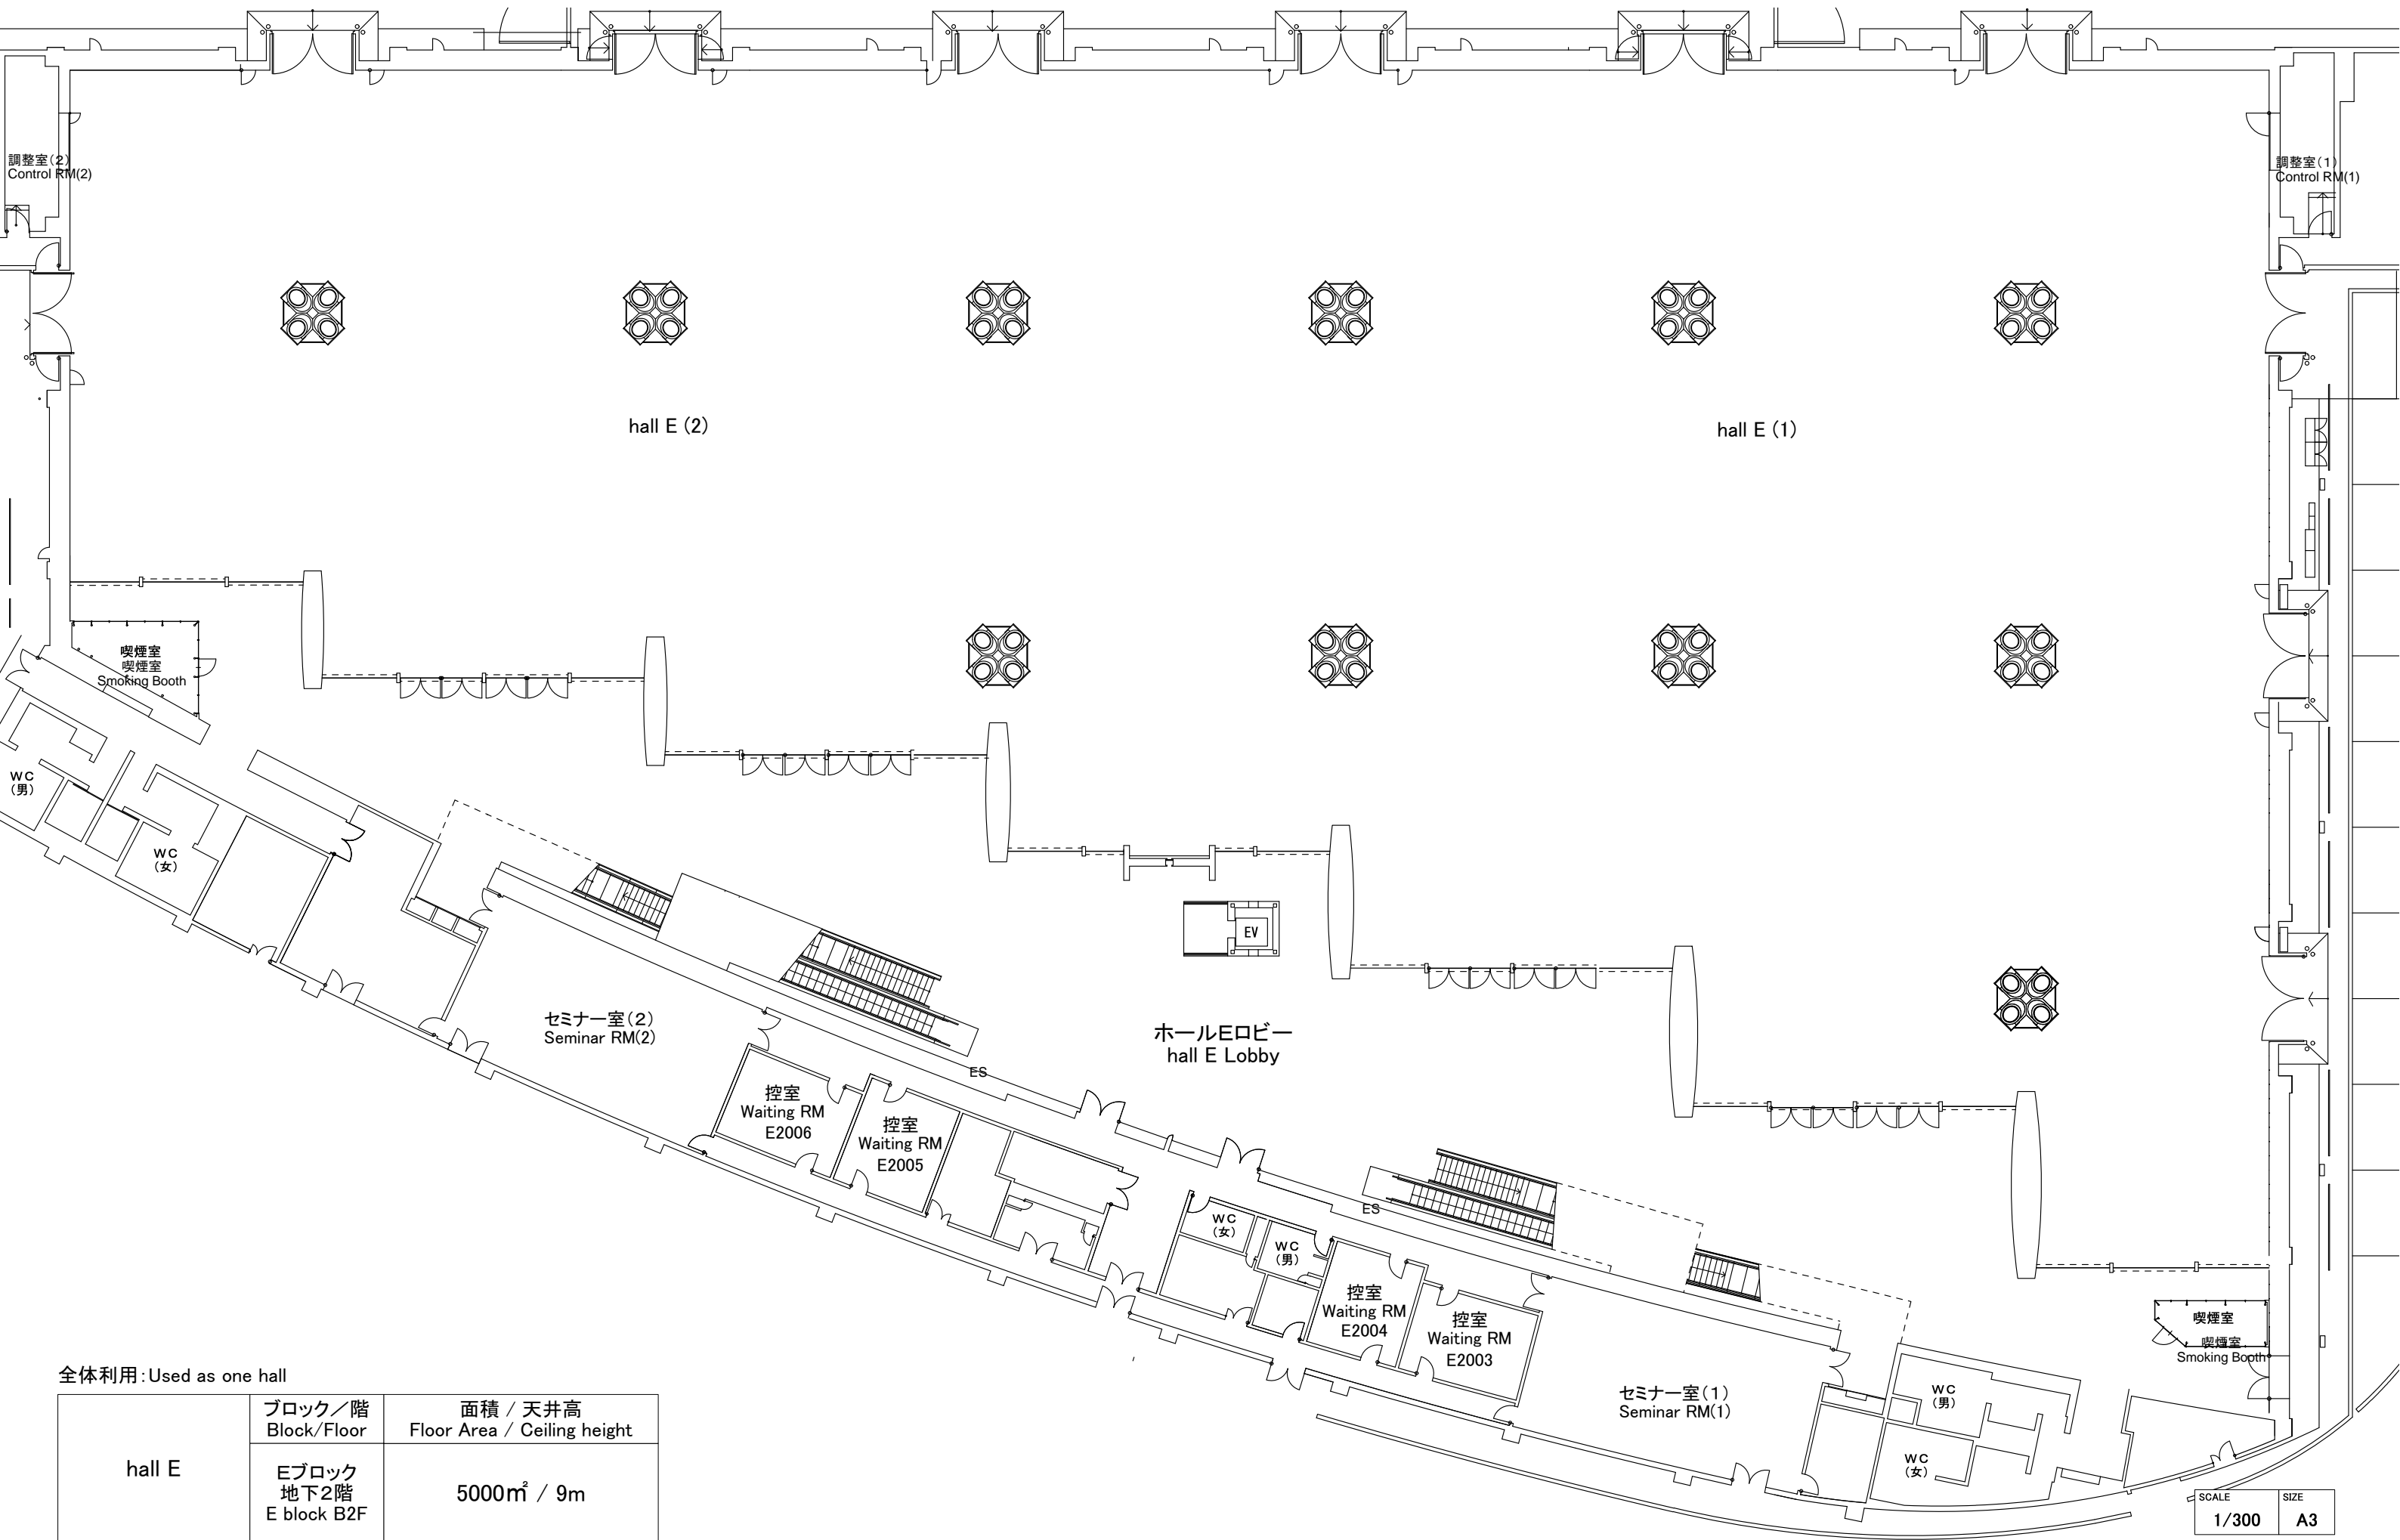 調整室（2）
Control RM(2)
調整室（1）
Control RM(1)
hall E （2）
hall E （1）
喫煙室
喫煙室
Smoking Booth
WC
（男）
WC
（女）
EV
セミナー室（2）
Seminar RM(2)
ホールEロビー
hall E Lobby
ES
控室
Waiting RM
E2006
控室
Waiting RM
E2005
ES
WC
（女）
WC
（男）
控室
Waiting RM
E2004
控室
Waiting RM
E2003
喫煙室
喫煙室
Smoking Booth
セミナー室（1）
Seminar RM(1)
WC
（男）
WC
（女）
全体利用：Used as one hall
ブロック／階
Block/Floor
面積 / 天井高
Floor Area / Ceiling height
hall E
Eブロック
地下2階
E block B2F
5000㎡ / 9m
SCALE
1/300
SIZE
A3